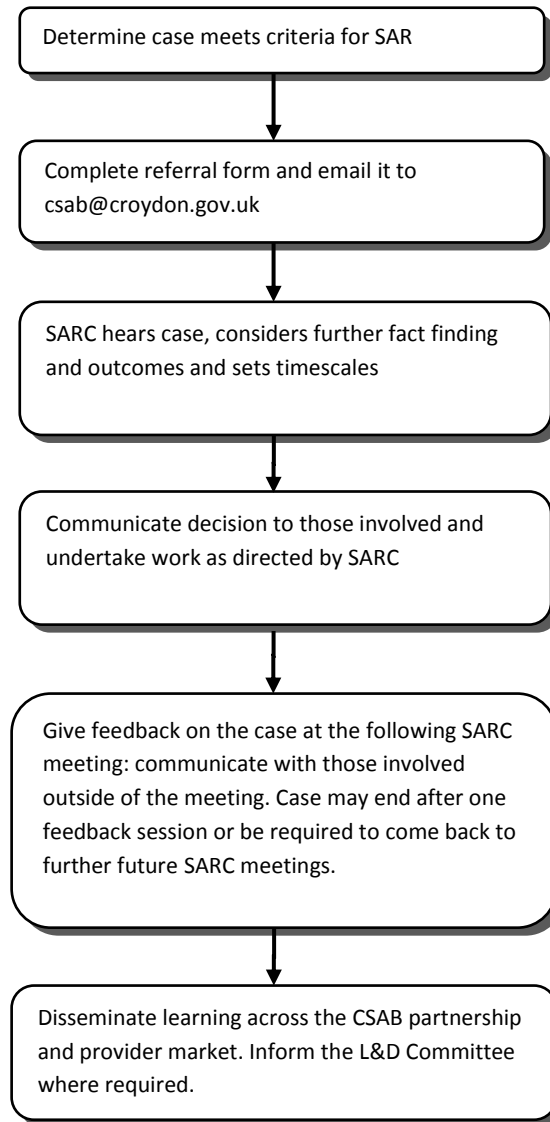 Determine case meets criteria for SAR
Complete referral form and email it to
csab@croydon.gov.uk
SARC hears case, considers further fact finding
and outcomes and sets timescales
Communicate decision to those involved and
undertake work as directed by SARC
Give feedback on the case at the following SARC
meeting: communicate with those involved
outside of the meeting. Case may end after one
feedback session or be required to come back to
further future SARC meetings.
Disseminate learning across the CSAB partnership
and provider market. Inform the L&D Committee
where required.